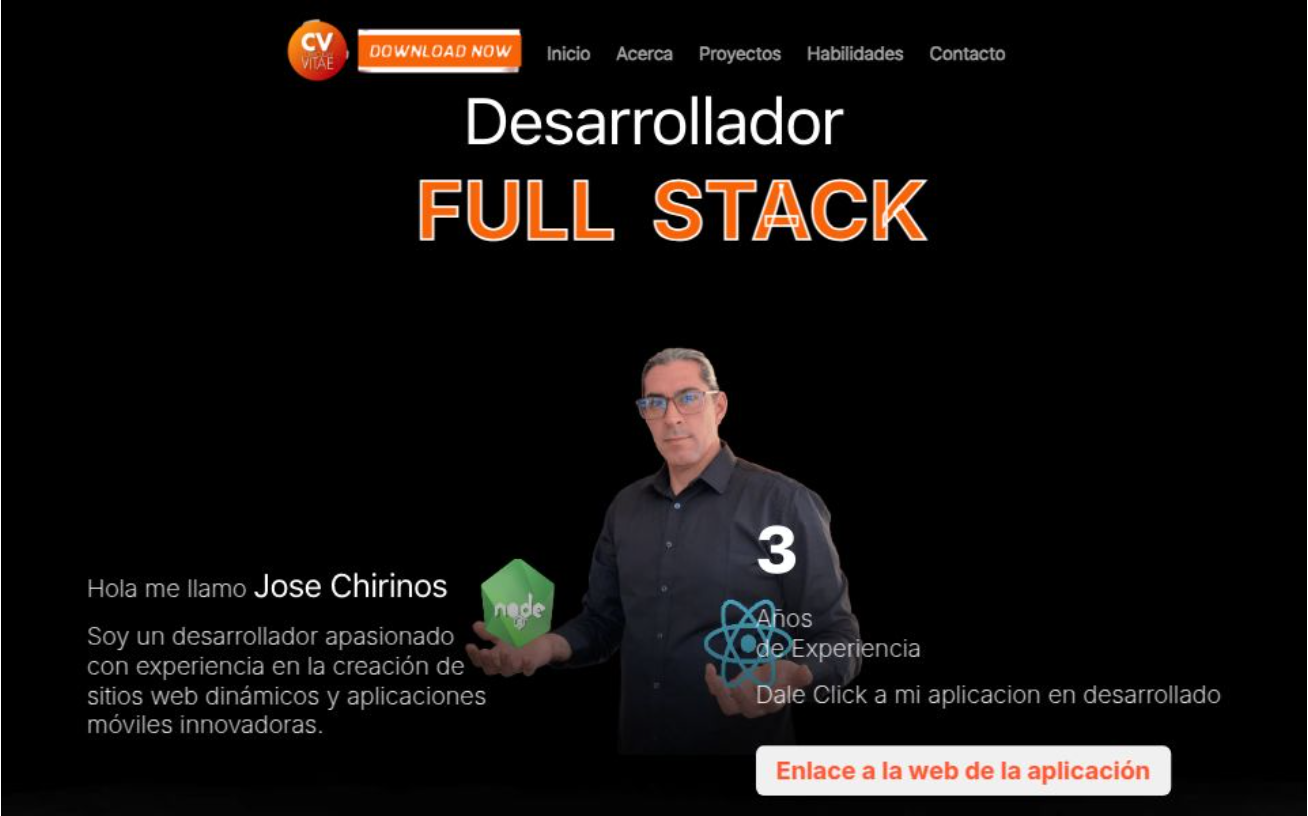 CV
VITAE
DOWNLOAD NOW
Inicio
Acerca
Proyectos
Habilidades
Contacto
Desarrollador
FULL STACK
Hola me llamo Jose Chirinos
Soy un desarrollador apasionado
con experiencia en la creación de
sitios web dinámicos y aplicaciones
móviles innovadoras.
node
3
Años
de Experiencia
Dale Click a mi aplicacion en desarrollado
Enlace a la web de la aplicación